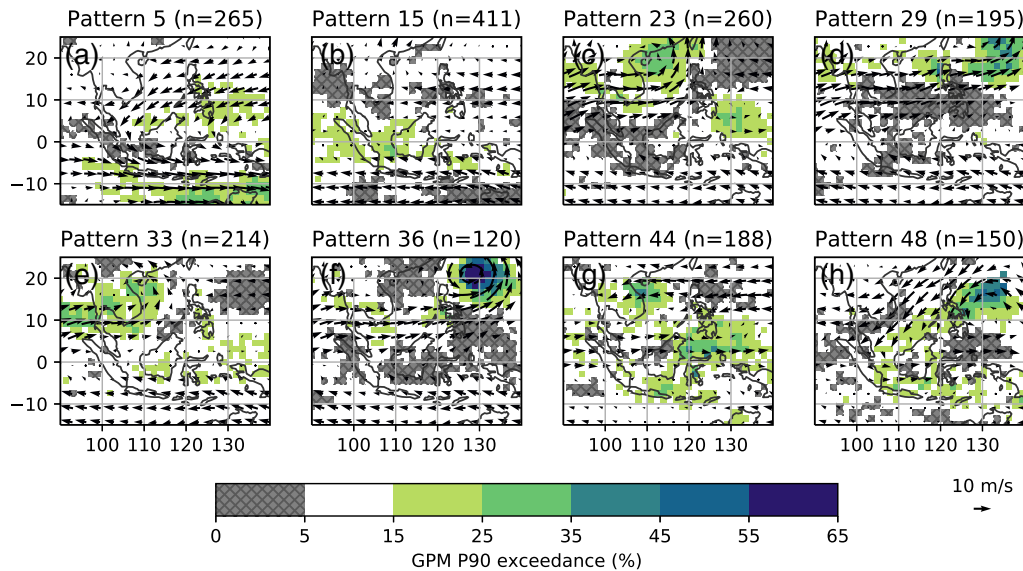 Pattern 5 (n=265) Pattern 15 (n=411) Pattern 23 (n=260) Pattern 29 (n=195)
(a) (b) (c) (d)
20
10
0
−10
Pattern 33 (n=214) Pattern 36 (n=120) Pattern 44 (n=188) Pattern 48 (n=150)
(e) (f) (g) (h)
20
10
0
−10
100 110 120 130 100 110 120 130 100 110 120 130 100 110 120 130
10 m/s
0 5 15 25 35 45 55 65
GPM P90 exceedance (%)